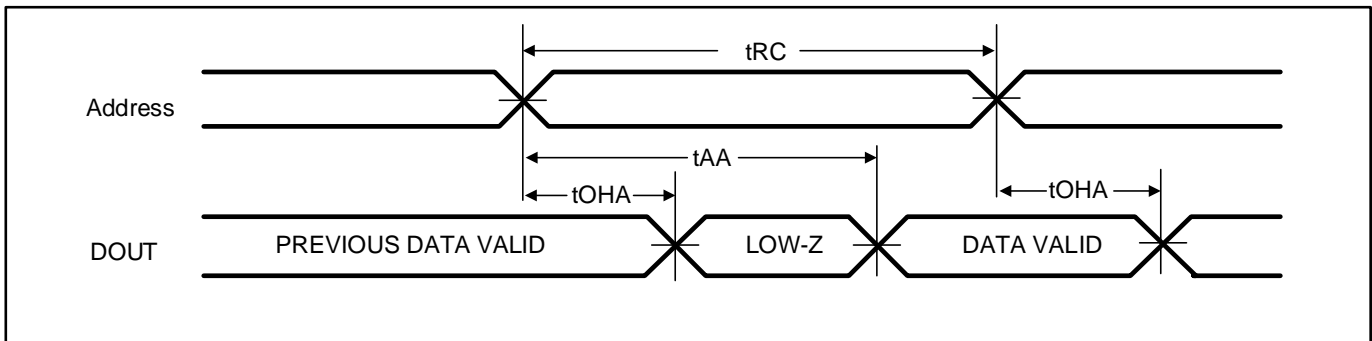 tRC
Address
tAA
tOHA
tOHA
DOUT
PREVIOUS DATA VALID
LOW-Z
DATA VALID